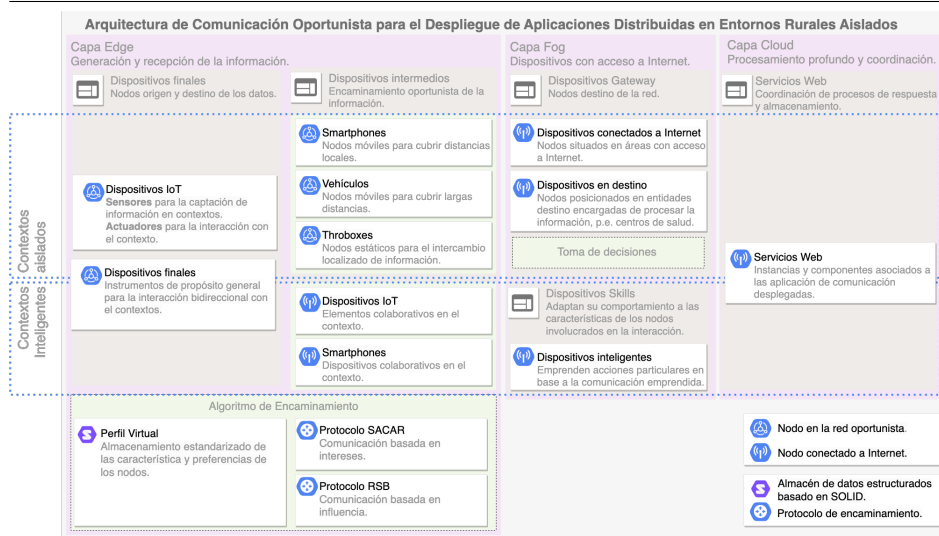 Arquitectura de Comunicación Oportunista para el Despliegue de Aplicaciones Distribuidas en Entornos Rurales Aislados
Capa Edge
Generación y recepción de la información.
Dispositivos finales
Nodos origen y destino de los datos.
Dispositivos intermedios
Encaminamiento oportunista de la
información.
Capa Fog
Dispositivos con acceso a Internet.
Dispositivos Gateway
Nodos destino de la red.
Capa Cloud
Procesamiento profundo y coordinación.
Servicios Web
Coordinación de procesos de respuesta
y almacenamiento.
Contextos
aislados
Dispositivos IoT
Sensores para la captación de
información en contextos.
Actuadores para la interacción con
el contexto.
Dispositivos finales
Instrumentos de propósito general
para la interacción bidireccional con
el contextos.
Smartphones
Nodos móviles para cubrir distancias
locales.
Vehículos
Nodos móviles para cubrir largas
distancias.
Throboxes
Nodos estáticos para el intercambio
localizado de información.
Dispositivos conectados a Internet
Nodos situados en áreas con acceso
a Internet.
Dispositivos en destino
Nodos posicionados en entidades
destino encargadas de procesar la
información, p.e. centros de salud.
Toma de decisiones
Servicios Web
Instancias y componentes asociados a
las aplicación de comunicación
desplegadas.
Contextos
Inteligentes
Dispositivos IoT
Elementos colaborativos en el
contexto.
Smartphones
Dispositivos colaborativos en el
contexto.
Dispositivos Skills
Adaptan su comportamiento a las
características de los nodos
involucrados en la interacción.
Dispositivos inteligentes
Emprenden acciones particulares en
base a la comunicación emprendida.
Algoritmo de Encaminamiento
Perfil Virtual
Almacenamiento estandarizado de
las característica y preferencias de
los nodos.
Protocolo SACAR
Comunicación basada en
intereses.
Protocolo RSB
Comunicación basada en
influencia.
Nodo en la red oportunista.
Nodo conectado a Internet.
Almacén de datos estructurados
basado en SOLID.
Protocolo de encaminamiento.